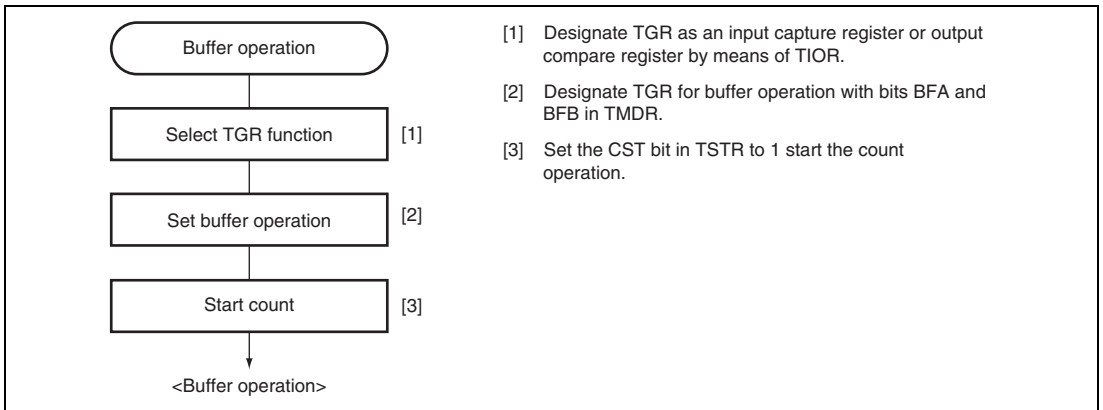 Buffer operation
Select TGR function
[1]
Set buffer operation
[2]
Start count
[3]
<Buffer operation>
[1] Designate TGR as an input capture register or output
compare register by means of TIOR.
[2] Designate TGR for buffer operation with bits BFA and
BFB in TMDR.
[3] Set the CST bit in TSTR to 1 start the count
operation.